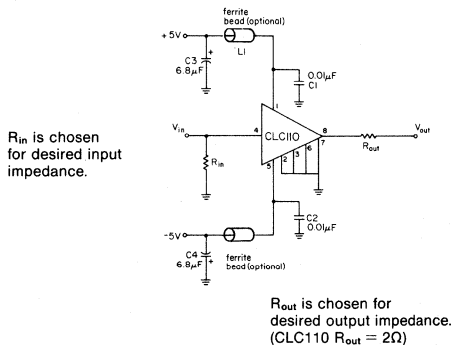 ferrite
bead (optional)
+5V
L1
C3
6.8μF
+
0.01μF
C1
1
Vin
4
CLC110
8
7
Vout
Rin
Rout
5
2
3
6
Rin is chosen
for desired input
impedance.
C2
0.01μF
-5V
C4
6.8μF
+
ferrite
bead (optional)
Rout is chosen for
desired output impedance.
(CLC110 Rout = 2Ω)